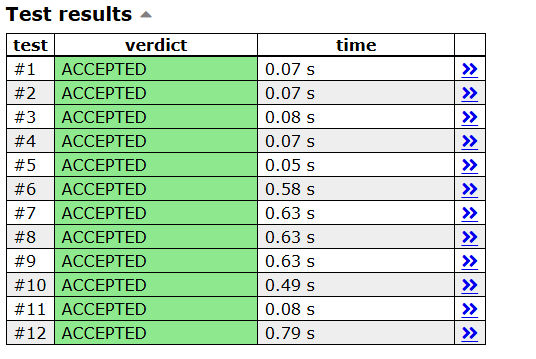 Test results
test verdict time
#1 ACCEPTED 0.07 s
#2 ACCEPTED 0.07 s
#3 ACCEPTED 0.08 s
#4 ACCEPTED 0.07 s
#5 ACCEPTED 0.05 s
#6 ACCEPTED 0.58 s
#7 ACCEPTED 0.63 s
#8 ACCEPTED 0.63 s
#9 ACCEPTED 0.63 s
#10 ACCEPTED 0.49 s
#11 ACCEPTED 0.08 s
#12 ACCEPTED 0.79 s